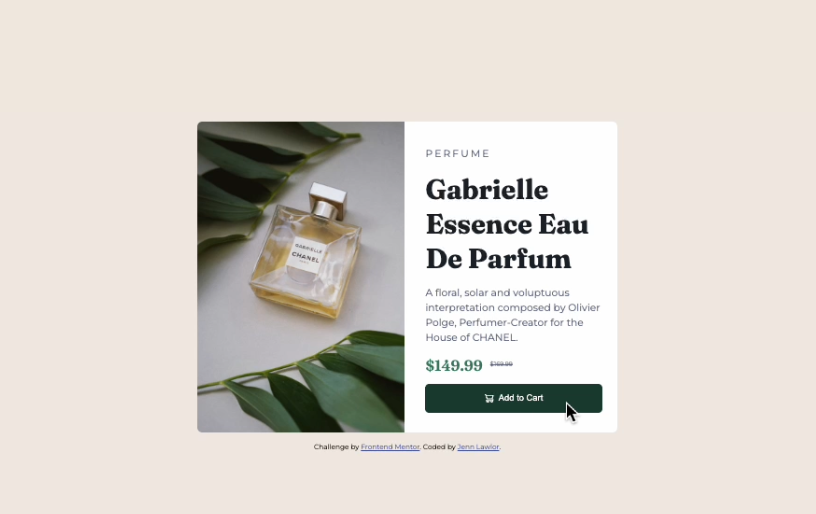 PERFUME
Gabrielle
Essence Eau
De Parfum
A floral, solar and voluptuous
interpretation composed by Olivier
Polge, Perfumer-Creator for the
House of CHANEL.
$149.99 $169.99
Add to Cart
GABRIELLE
CHANEL
Challenge by Frontend Mentor. Coded by Jenn Lawlor.